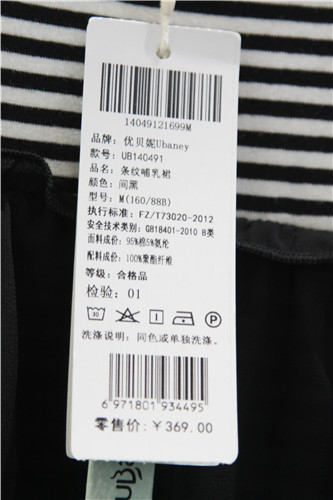 14049121699M
品牌: 优贝妮Ubaney
款号: UB140491
品名: 条纹哺乳裙
颜色: 间黑
型号: M(160/88B)
执行标准: FZ/T73020-2012
安全技术类别: GB18401-2010 B类
面料成份: 95%棉5%氨纶
配料成份: 100%聚酯纤维
等级: 合格品
检验: 01
30
P
洗涤说明: 同色或单独洗涤.
6 971801 934495
零售价: ¥ 369.00